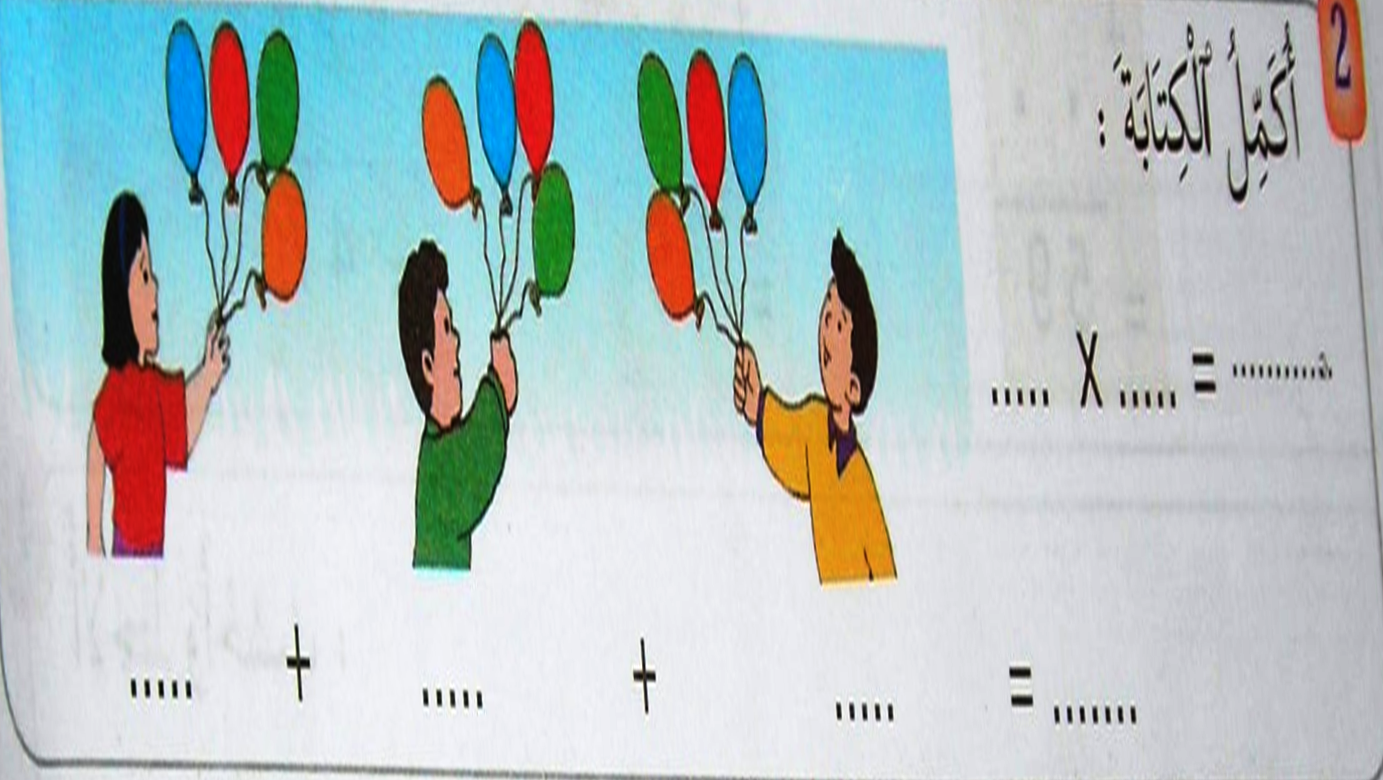 2
أُكَمِّلُ ٱلْكِتَابَةَ :
..... X ..... = ..........
..... + ..... + ..... = .......